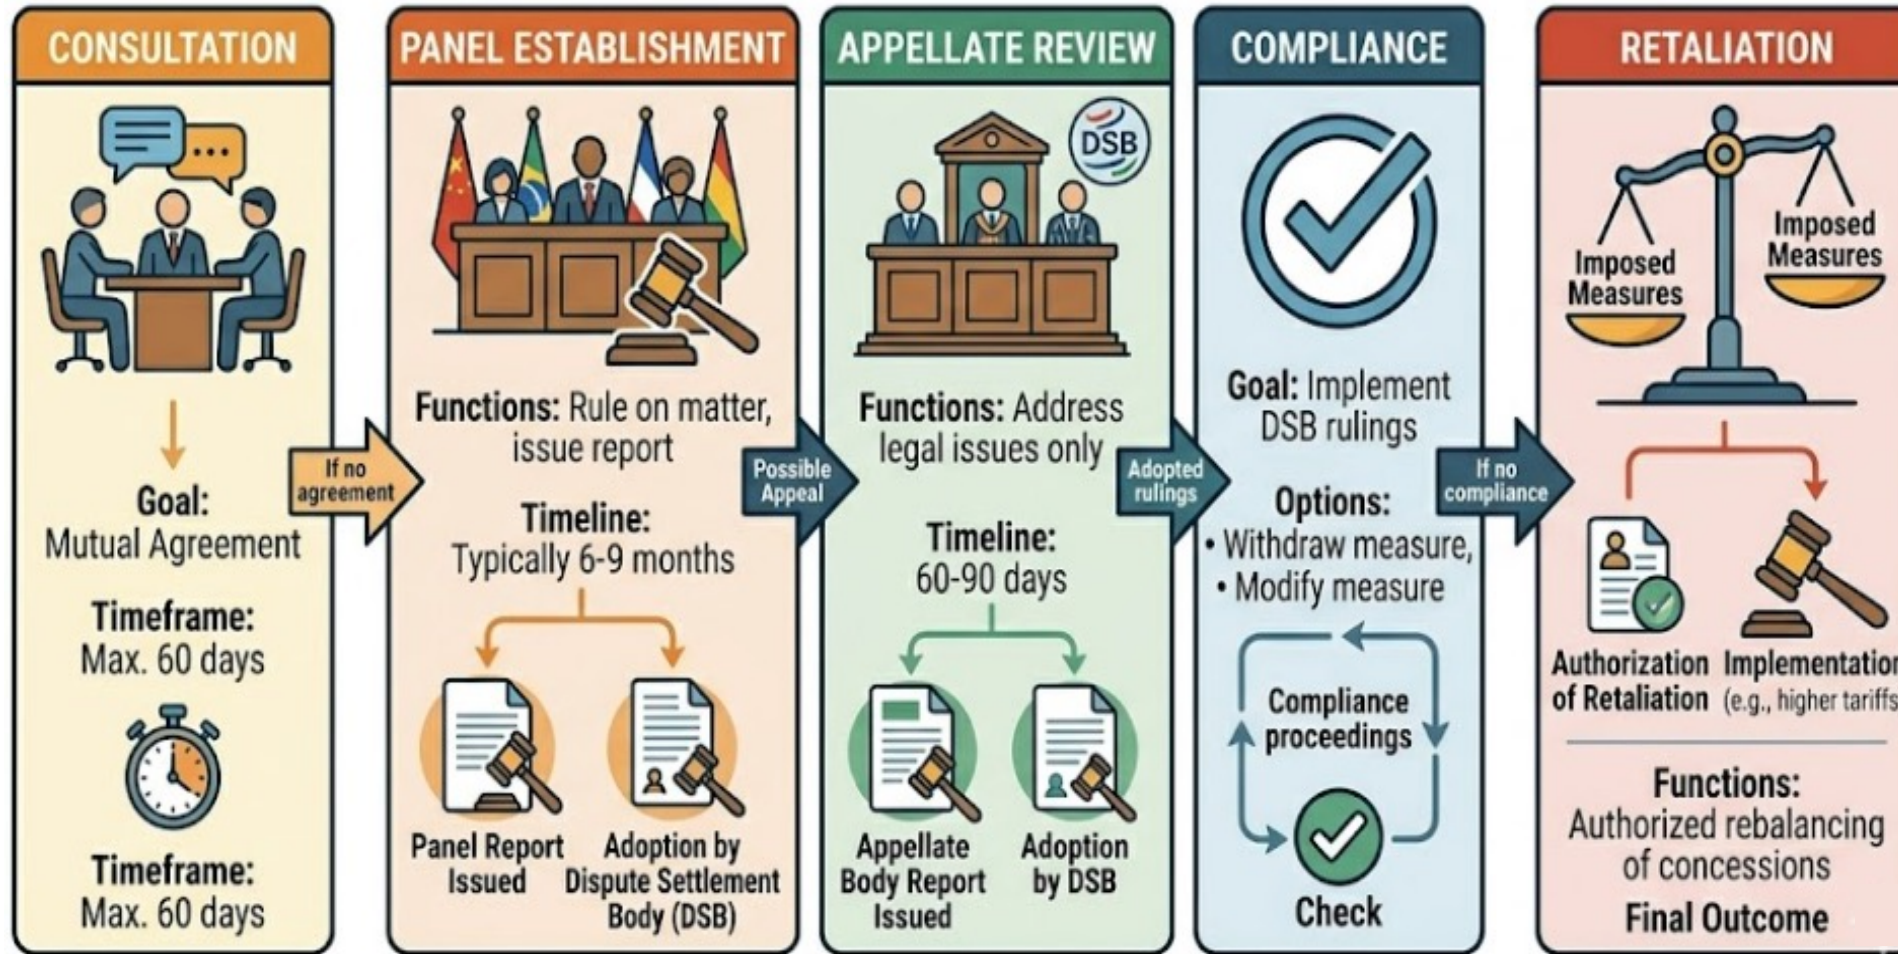 CONSULTATION
Goal:
Mutual Agreement
Timeframe:
Max. 60 days
Timeframe:
Max. 60 days
If no
agreement
PANEL ESTABLISHMENT
Functions: Rule on matter,
issue report
Timeline:
Typically 6-9 months
Panel Report
Issued
Adoption by
Dispute Settlement
Body (DSB)
Possible
Appeal
APPELLATE REVIEW
DSB
Functions: Address
legal issues only
Timeline:
60-90 days
Appellate
Body Report
Issued
Adoption
by DSB
Adopted
rulings
COMPLIANCE
Goal: Implement
DSB rulings
Options:
• Withdraw measure,
• Modify measure
Compliance
proceedings
Check
If no
compliance
RETALIATION
Imposed
Measures
Imposed
Measures
Authorization
of Retaliation
Implementation
(e.g., higher tariffs
Functions:
Authorized rebalancing
of concessions
Final Outcome